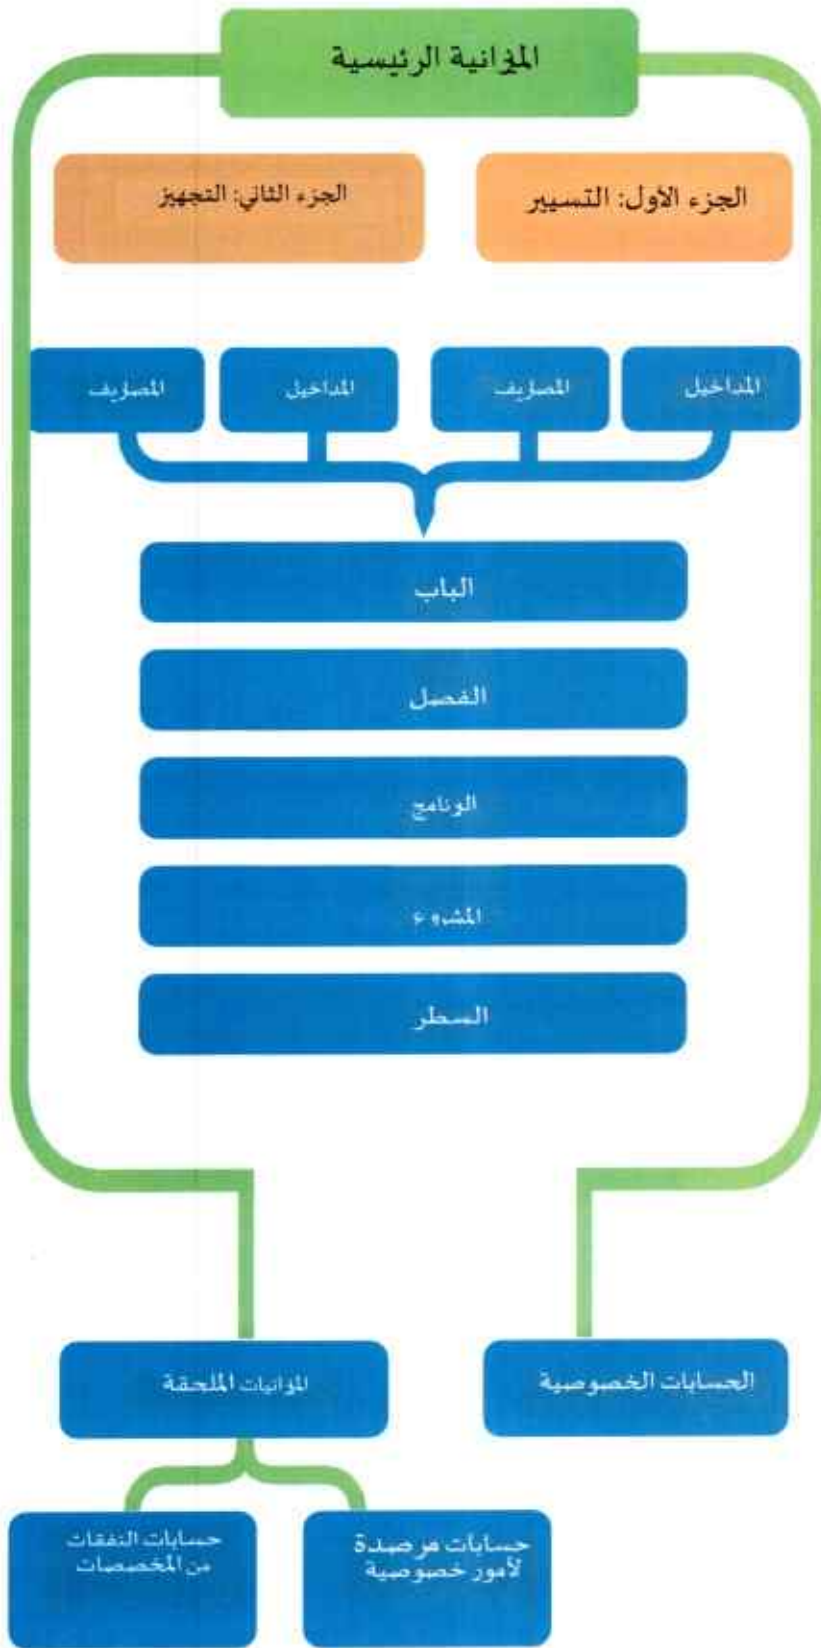 الميزانية الرئيسية
الجزء الأول: التسيير
الجزء الثاني: التجهيز
المداخيل
المصاريف
المداخيل
المصاريف
الباب
الفصل
البرنامج
المشروع
السطر
الحسابات الخصوصية
الميزانيات الملحقة
حسابات مرصدة
لأمور خصوصية
حسابات النفقات
من المخصصات